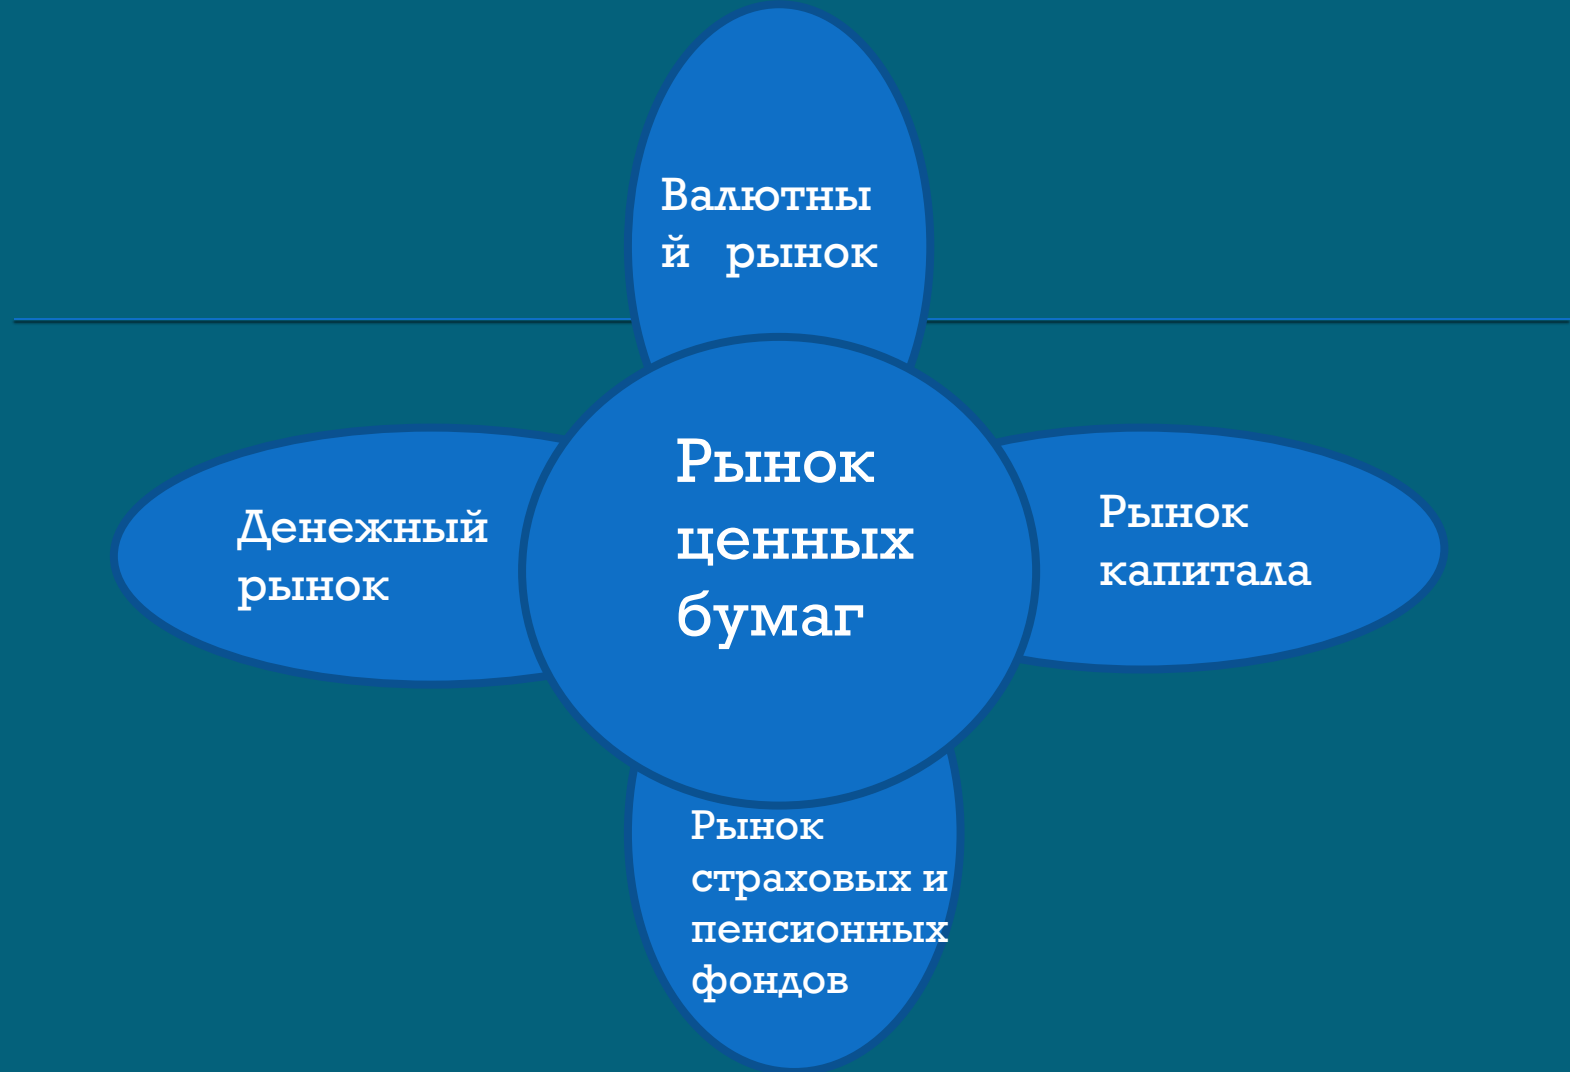 Валютны
й рынок
Денежный
рынок
Рынок
ценных
бумаг
Рынок
капитала
Рынок
страховых и
пенсионных
фондов